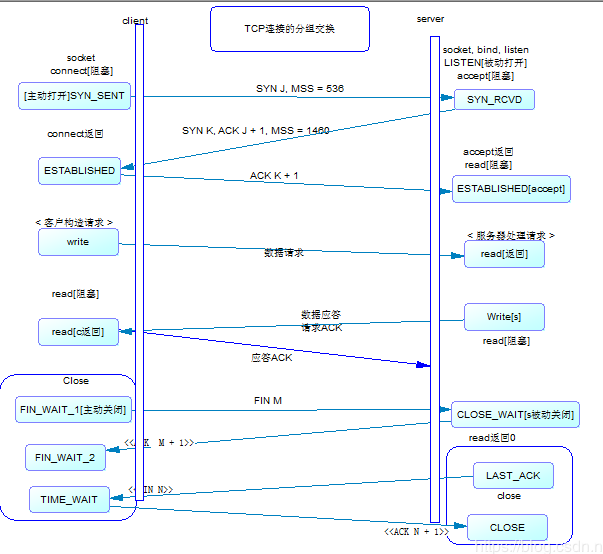 TCP连接的分组交换
client
server
socket
connect[阻塞]
socket, bind, listen
LISTEN[被动打开]
accept[阻塞]
[主动打开]SYN_SENT
SYN J, MSS = 536
SYN_RCVD
connect返回
SYN K, ACK J + 1, MSS = 1460
accept返回
read[阻塞]
ESTABLISHED
ACK K + 1
ESTABLISHED[accept]
< 客户构造请求 >
< 服务器处理请求 >
write
数据请求
read[返回]
read[阻塞]
数据应答
请求ACK
Write[s]
read[c返回]
read[阻塞]
应答ACK
Close
FIN_WAIT_1[主动关闭]
FIN M
CLOSE_WAIT[s被动关闭]
<<ACK M + 1>>
read返回0
FIN_WAIT_2
LAST_ACK
<<FIN N>>
close
TIME_WAIT
CLOSE
<<ACK N + 1>>